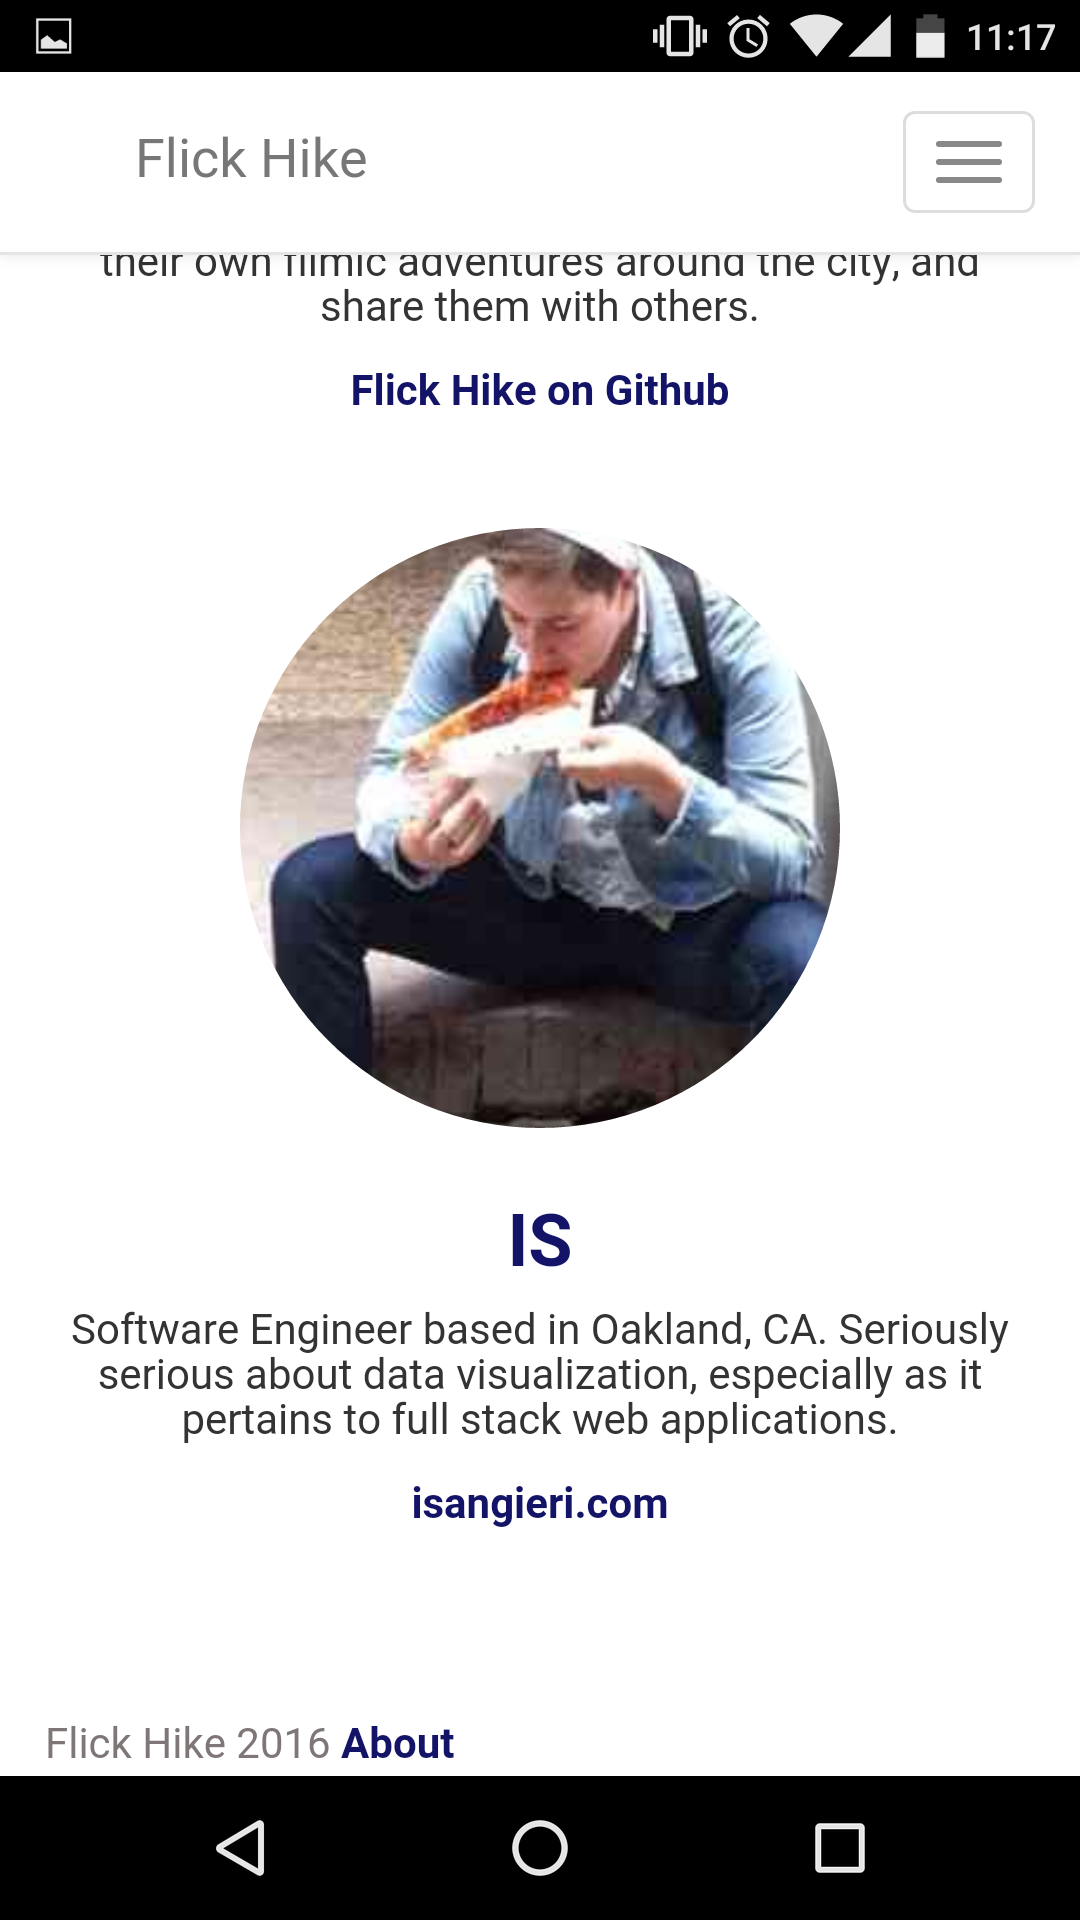 11:17
Flick Hike
their own filmic adventures around the city, and
share them with others.
Flick Hike on Github
IS
Software Engineer based in Oakland, CA. Seriously
serious about data visualization, especially as it
pertains to full stack web applications.
isangieri.com
Flick Hike 2016 About